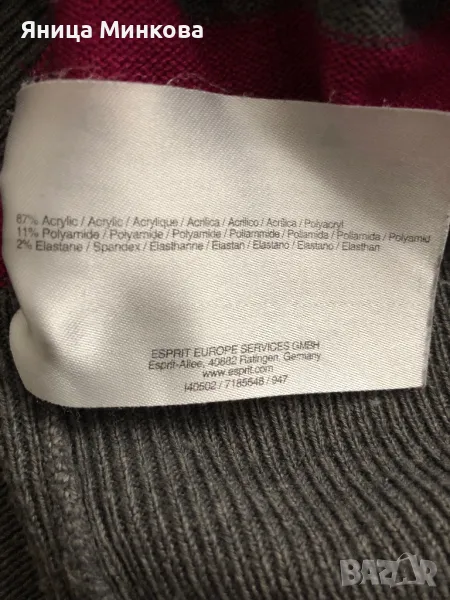 Яница Минкова
87% Acrylic / Acrylic / Acrylique / Acrilica / Acrilico / Acrílica / Polyacryl
11% Polyamide / Polyamide / Polyamide / Poliammide / Poliamida / Poliamida / Polyamid
2% Elastane / Spandex / Elasthanne / Elastan / Elastano / Elastano / Elasthan
ESPRIT EUROPE SERVICES GMBH
Esprit-Allee, 40882 Ratingen, Germany
www.esprit.com
I40502 / 7185548 / 947
BAZAR